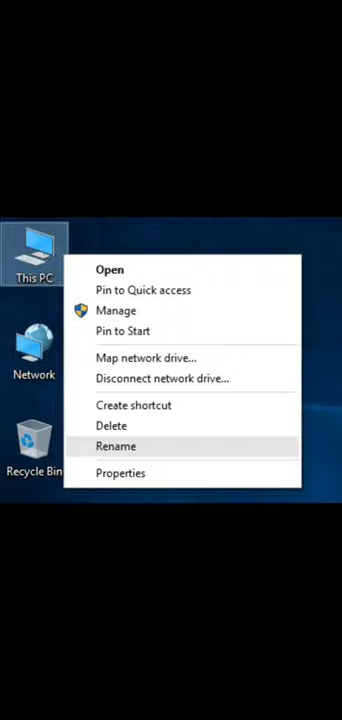 This PC
Open
Pin to Quick access
Manage
Pin to Start
Map network drive...
Disconnect network drive...
Create shortcut
Delete
Rename
Properties
Network
Recycle Bin